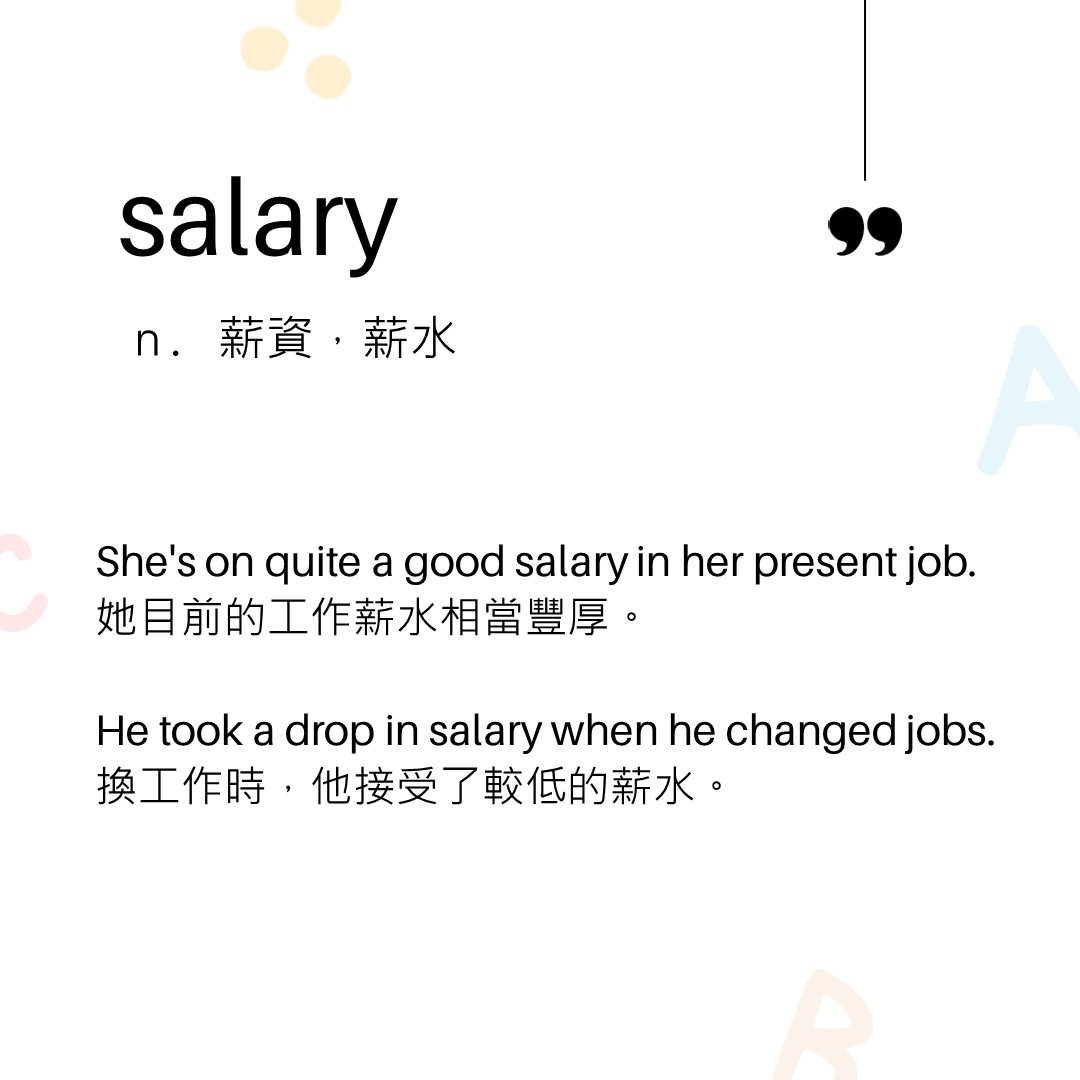 salary
”
n. 薪資，薪水
A
She's on quite a good salary in her present job.
C
她目前的工作薪水相當豐厚。
He took a drop in salary when he changed jobs.
換工作時，他接受了較低的薪水。
B